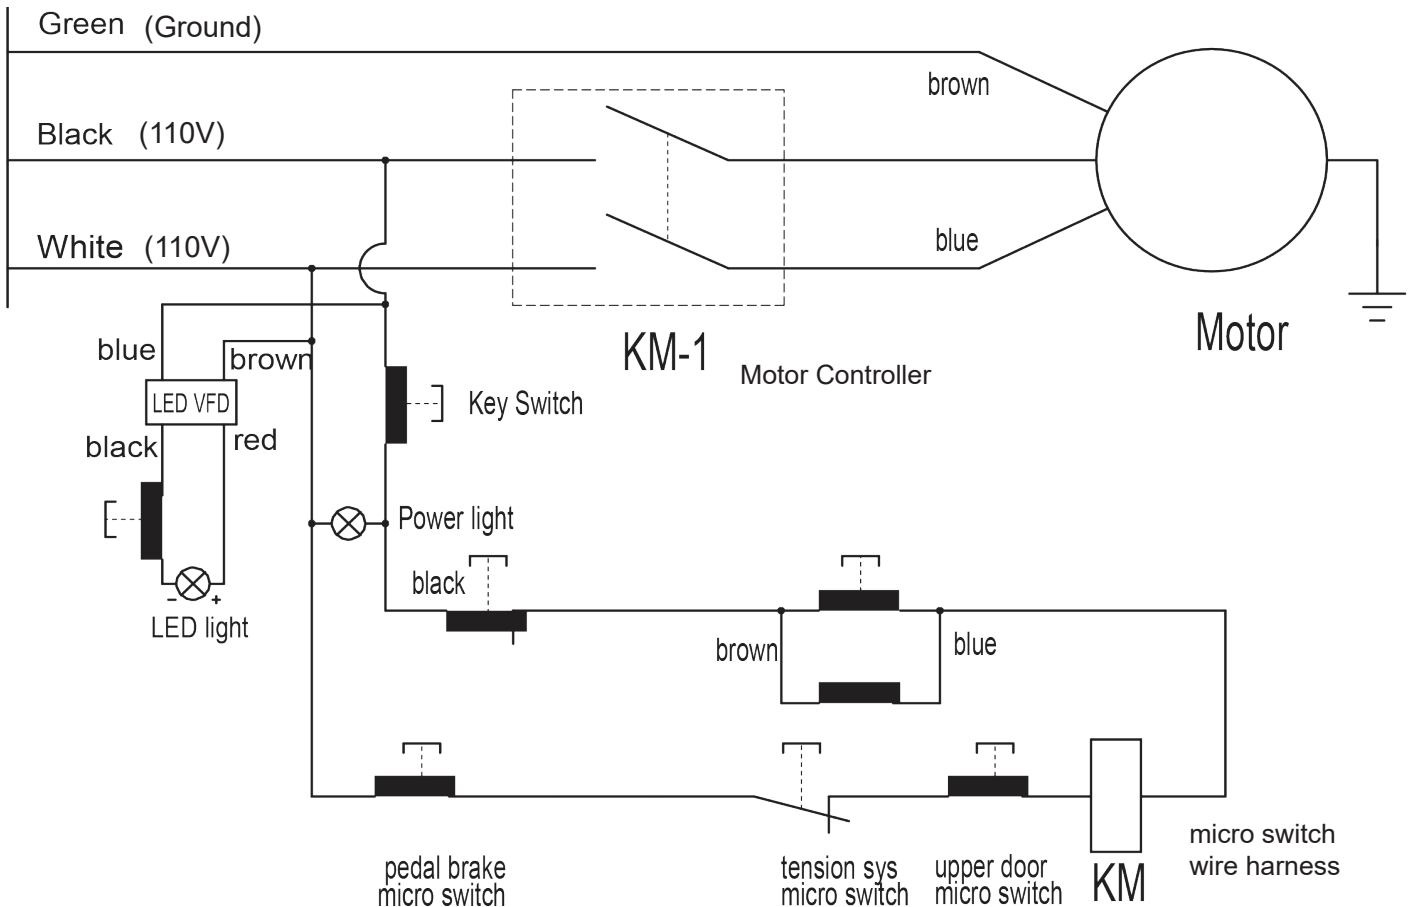 Green (Ground)
brown
Black (110V)
White (110V)
blue
KM-1
Motor Controller
Motor
blue
brown
LED VFD
Key Switch
black
red
Power light
black
- +
LED light
brown
blue
pedal brake
micro switch
tension sys
micro switch
upper door
micro switch
KM
micro switch
wire harness